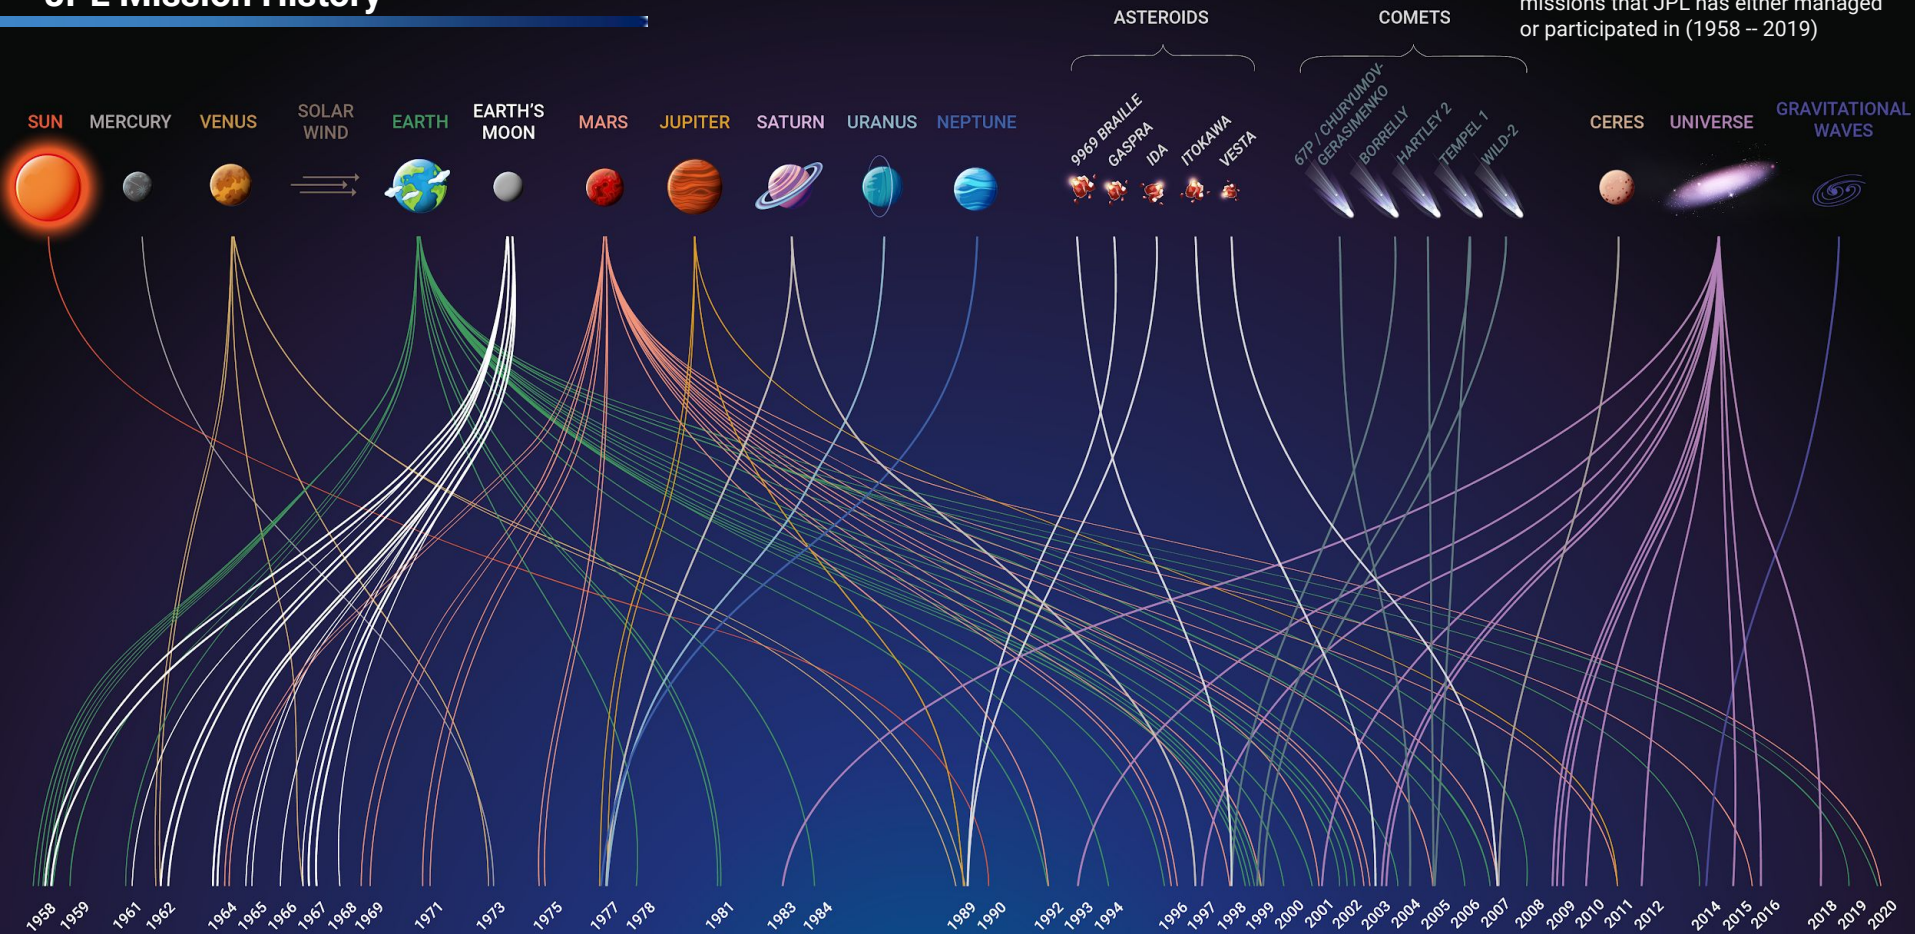 JPL Mission History
missions that JPL has either managed
or participated in (1958 -- 2019)
ASTEROIDS
COMETS
SUN
MERCURY
VENUS
SOLAR
WIND
EARTH
EARTH'S
MOON
MARS
JUPITER
SATURN
URANUS
NEPTUNE
9969 BRAILLE
GASPRA
IDA
ITOKAWA
VESTA
67P / CHURYUMOV-
GERASIMENKO
BORRELLY
HARTLEY 2
TEMPEL 1
WILD-2
CERES
UNIVERSE
GRAVITATIONAL
WAVES
1958
1959
1961
1962
1964
1965
1966
1967
1968
1969
1971
1973
1975
1977
1978
1981
1983
1984
1989
1990
1992
1993
1994
1996
1997
1998
1999
2000
2001
2002
2003
2004
2005
2006
2007
2008
2009
2010
2011
2012
2014
2015
2016
2018
2019
2020